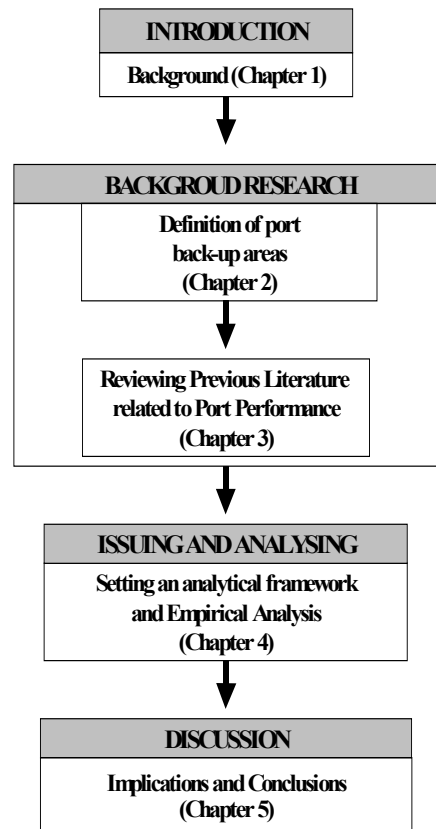 INTRODUCTION
Background (Chapter 1)
BACKGROUD RESEARCH
Definition of port
back-up areas
(Chapter 2)
Reviewing Previous Literature
related to Port Performance
(Chapter 3)
ISSUING AND ANALYSING
Setting an analytical framework
and Empirical Analysis
(Chapter 4)
DISCUSSION
Implications and Conclusions
(Chapter 5)